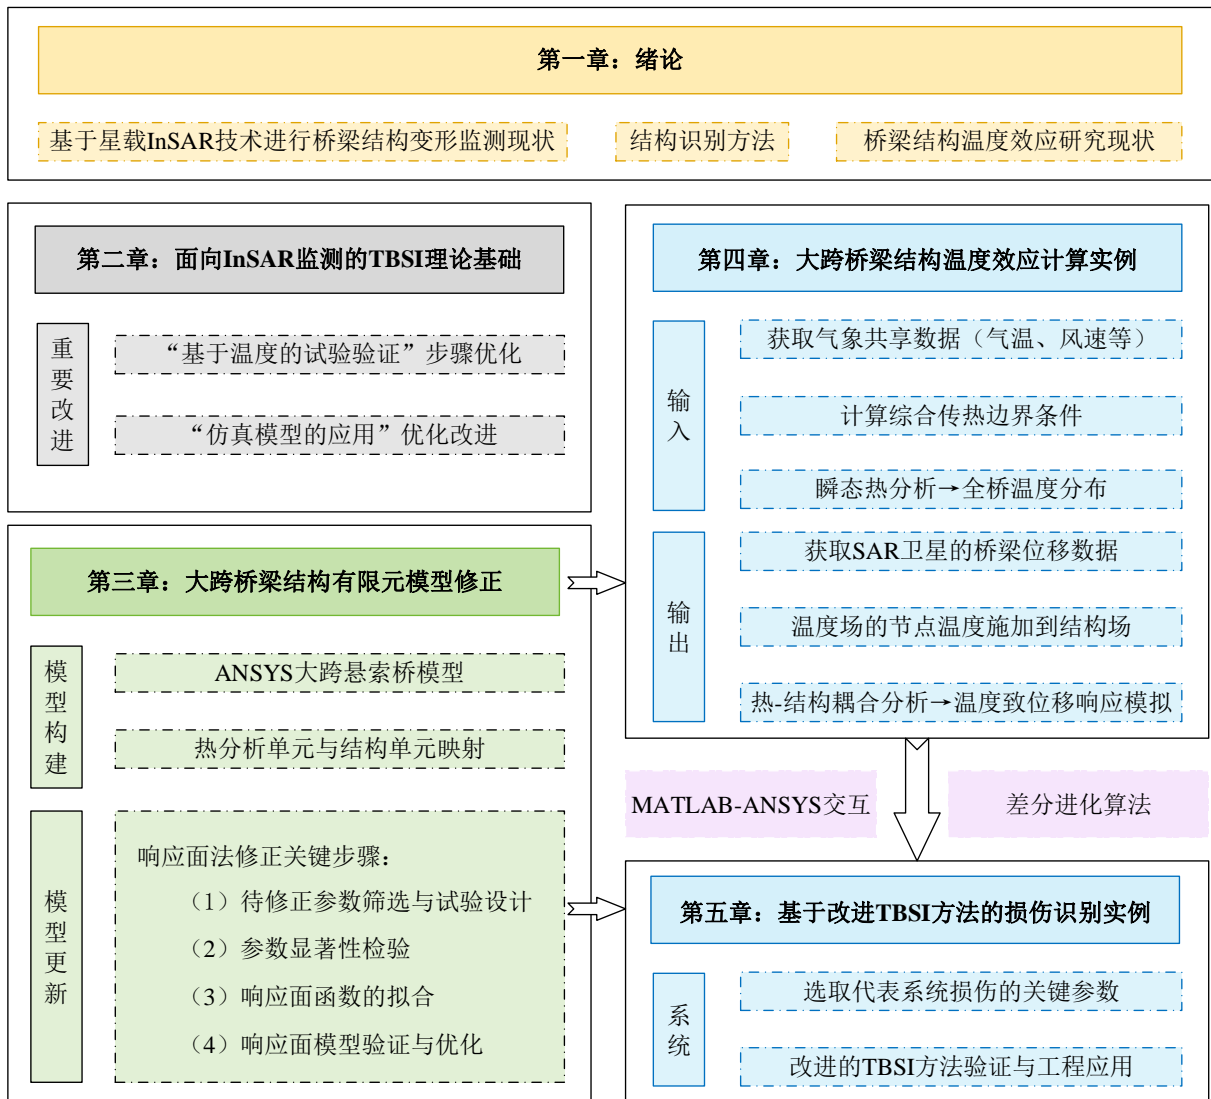 第一章：绪论
基于星载InSAR技术进行桥梁结构变形监测现状
结构识别方法
桥梁结构温度效应研究现状
第二章：面向InSAR监测的TBSI理论基础
重要改进
“基于温度的试验验证”步骤优化
“仿真模型的应用”优化改进
第三章：大跨桥梁结构有限元模型修正
模型构建
ANSYS大跨悬索桥模型
热分析单元与结构单元映射
模型更新
响应面法修正关键步骤：
（1）待修正参数筛选与试验设计
（2）参数显著性检验
（3）响应面函数的拟合
（4）响应面模型验证与优化
第四章：大跨桥梁结构温度效应计算实例
输入
获取气象共享数据（气温、风速等）
计算综合传热边界条件
瞬态热分析→全桥温度分布
输出
获取SAR卫星的桥梁位移数据
温度场的节点温度施加到结构场
热-结构耦合分析→温度致位移响应模拟
MATLAB-ANSYS交互
差分进化算法
第五章：基于改进TBSI方法的损伤识别实例
系统
选取代表系统损伤的关键参数
改进的TBSI方法验证与工程应用